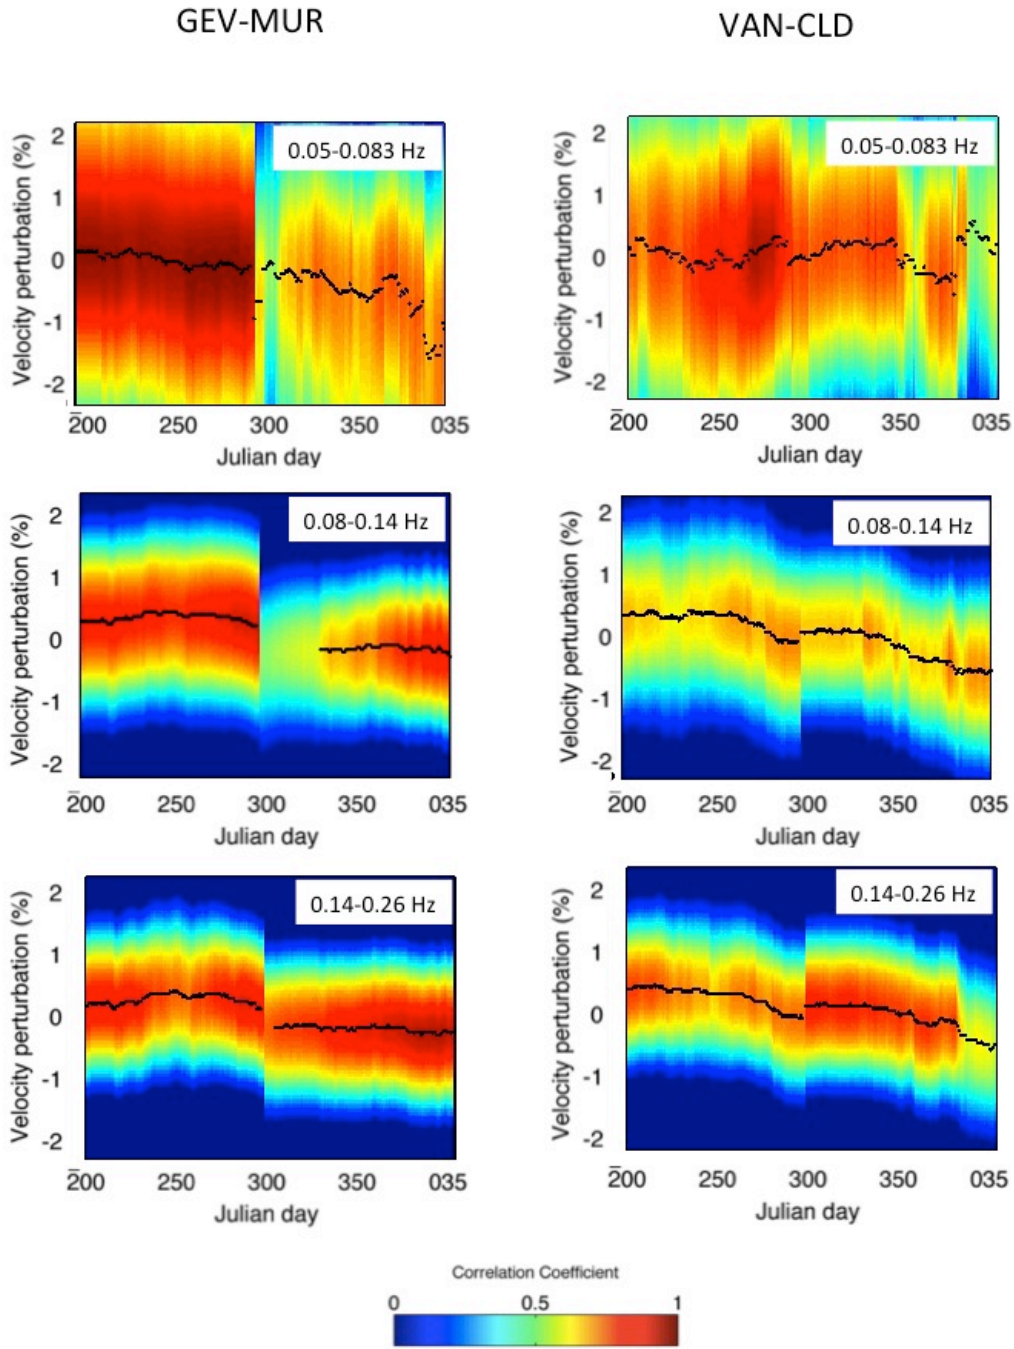 GEV-MUR
VAN-CLD
Velocity perturbation (%)
2
1
0
-1
-2
0.05-0.083 Hz
200 250 300 350 035
Julian day
Velocity perturbation (%)
2
1
0
-1
-2
0.05-0.083 Hz
200 250 300 350 035
Julian day
Velocity perturbation (%)
2
1
0
-1
-2
0.08-0.14 Hz
200 250 300 350 035
Julian day
Velocity perturbation (%)
2
1
0
-1
-2
0.08-0.14 Hz
200 250 300 350 035
Julian day
Velocity perturbation (%)
2
1
0
-1
-2
0.14-0.26 Hz
200 250 300 350 035
Julian day
Velocity perturbation (%)
2
1
0
-1
-2
0.14-0.26 Hz
200 250 300 350 035
Julian day
Correlation Coefficient
0 0.5 1